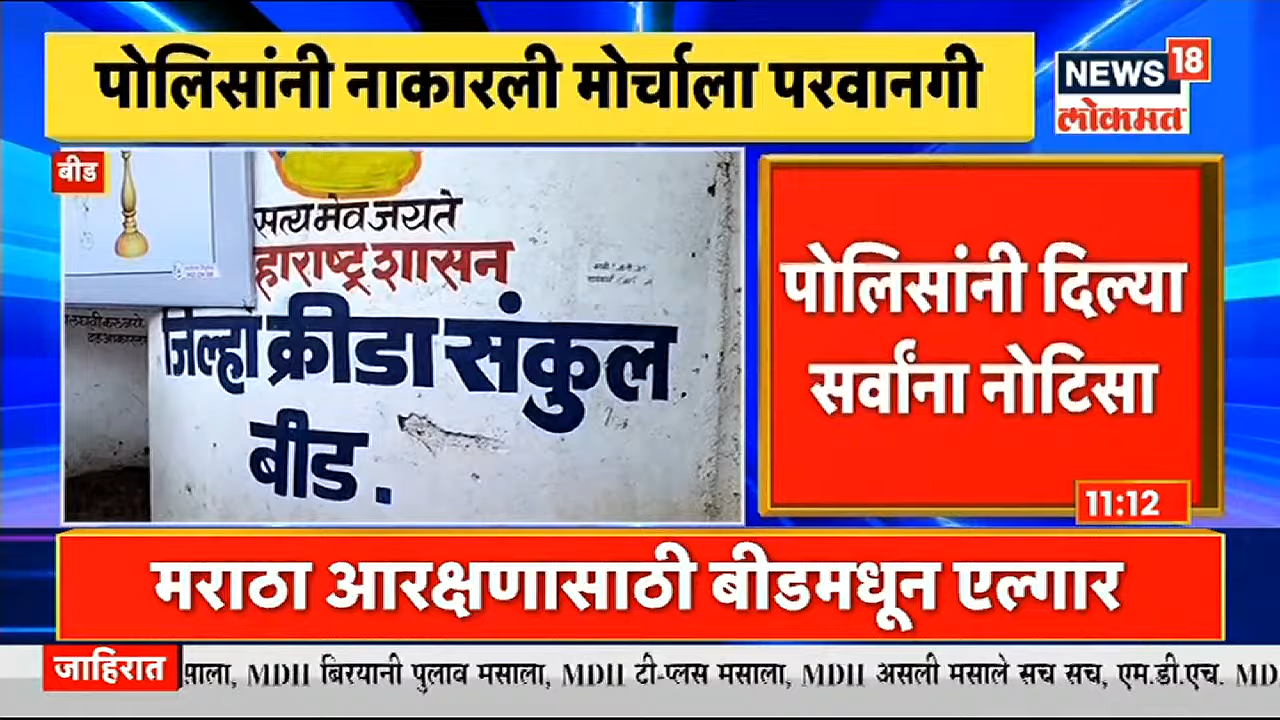 पोलिसांनी नाकारली मोर्चाला परवानगी
NEWS 18
लोकमत
बीड
सत्यमेव जयते
हाराष्ट्र शासन
जिल्हा क्रीडा संकुल
बीड.
पोलिसांनी दिल्या
सर्वांना नोटिसा
11:12
मराठा आरक्षणासाठी बीडमधून एल्गार
जाहिरात
साला, MDH बिरयानी पुलाव मसाला, MDH टी-प्लस मसाला, MDH असली मसाले सच सच, एम.डी.एच. MD